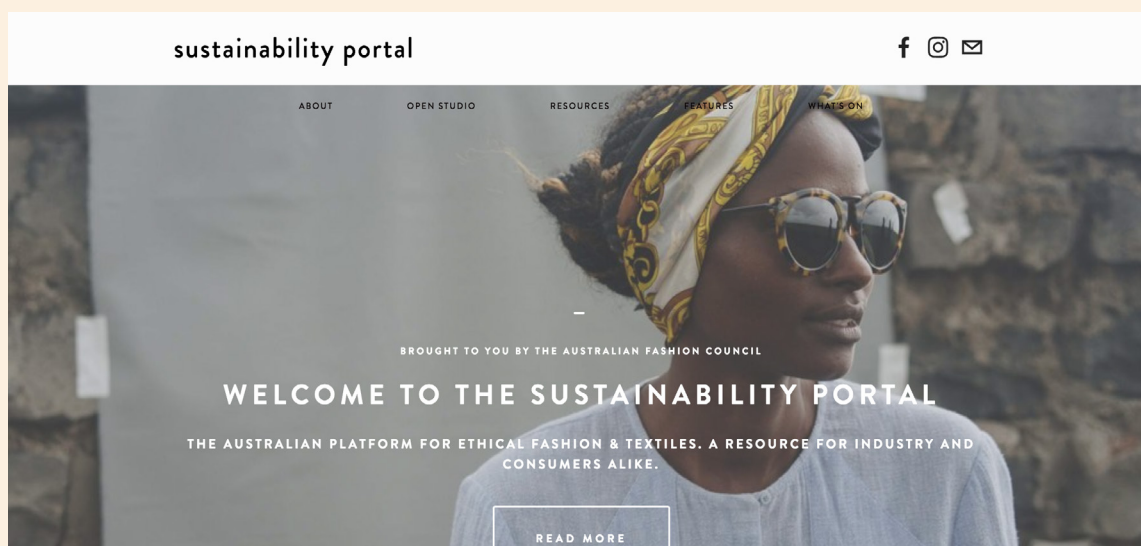 sustainability portal
ABOUT OPEN STUDIO RESOURCES FEATURES WHAT'S ON
BROUGHT TO YOU BY THE AUSTRALIAN FASHION COUNCIL
WELCOME TO THE SUSTAINABILITY PORTAL
THE AUSTRALIAN PLATFORM FOR ETHICAL FASHION & TEXTILES. A RESOURCE FOR INDUSTRY AND
CONSUMERS ALIKE.
READ MORE